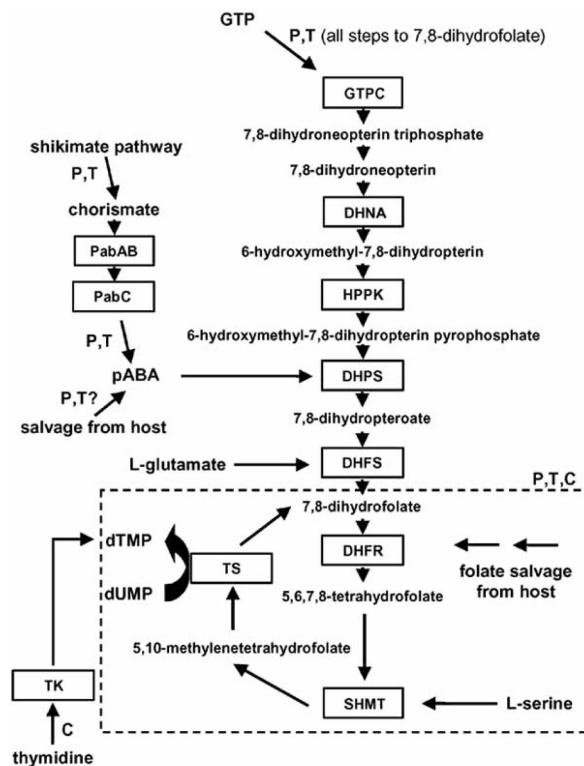 GTP
P,T (all steps to 7,8-dihydrofolate)
GTPC
7,8-dihydroneopterin triphosphate
shikimate pathway
7,8-dihydroneopterin
P,T
chorismate
DHNA
PabAB
6-hydroxymethyl-7,8-dihydropterin
PabC
HPPK
P,T
6-hydroxymethyl-7,8-dihydropterin pyrophosphate
pABA
DHPS
P,T?
salvage from host
7,8-dihydropteroate
L-glutamate
DHFS
P,T,C
7,8-dihydrofolate
dTMP
DHFR
TS
folate salvage
from host
dUMP
5,6,7,8-tetrahydrofolate
5,10-methylenetetrahydrofolate
TK
SHMT
L-serine
C
thymidine